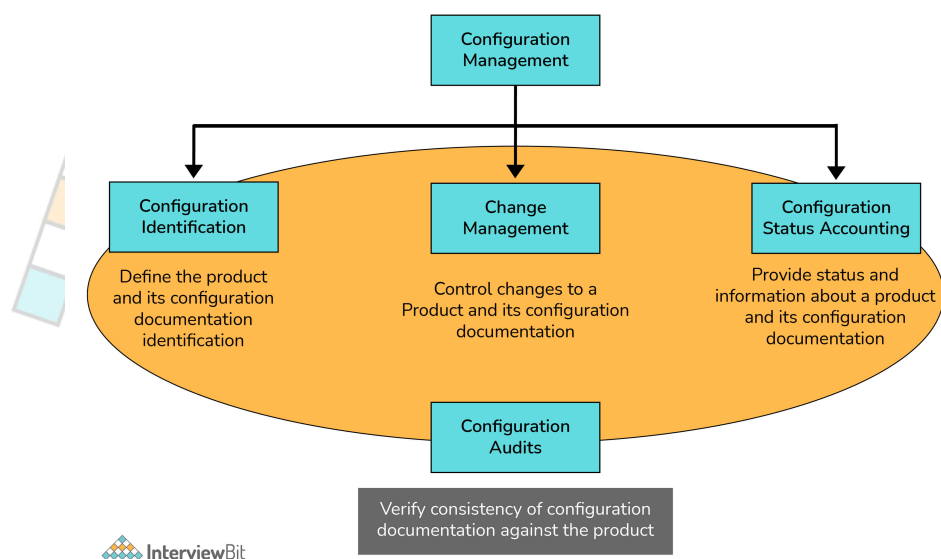 Configuration
Management
Configuration
Identification
Change
Management
Configuration
Status Accounting
Define the product
and its configuration
documentation
identification
Control changes to a
Product and its configuration
documentation
Provide status and
information about a product
and its configuration
documentation
Configuration
Audits
Verify consistency of configuration
documentation against the product
InterviewBit